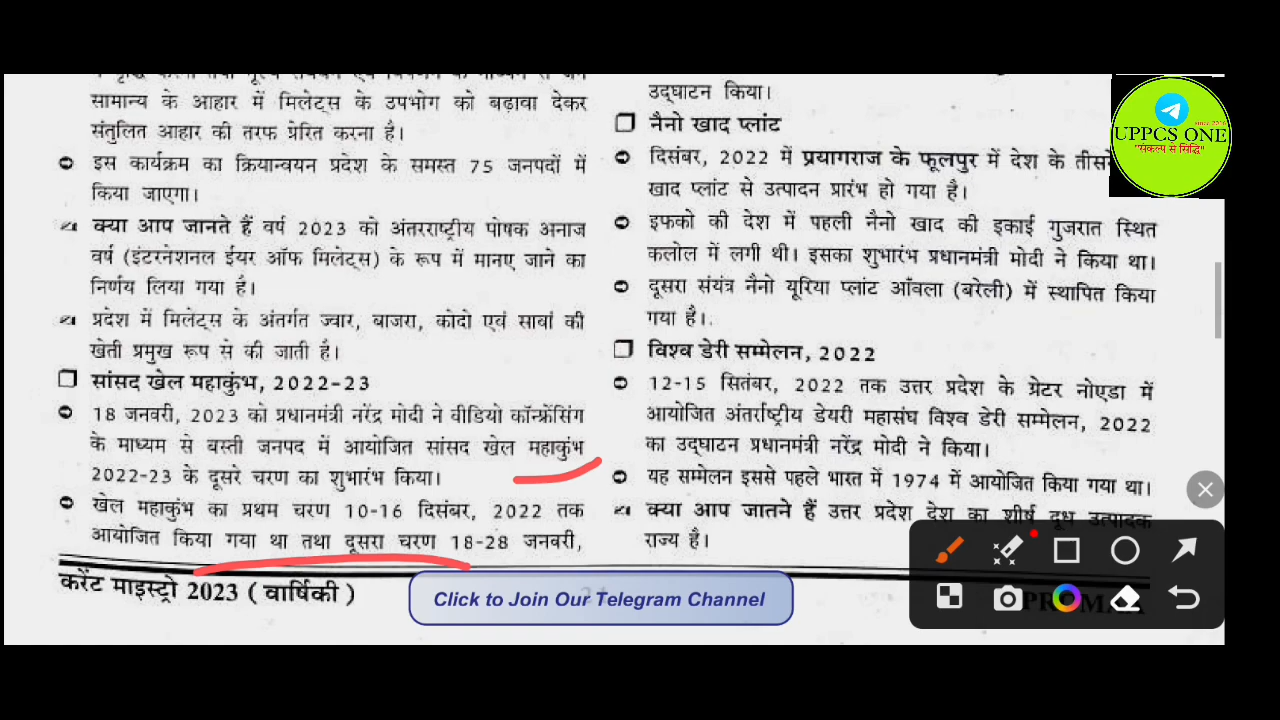 सामान्य के आहार में मिलेट्स के उपभोग को बढ़ावा देकर
संतुलित आहार की तरफ प्रेरित करना है।
इस कार्यक्रम का क्रियान्वयन प्रदेश के समस्त 75 जनपदों में
किया जाएगा।
क्या आप जानते हैं वर्ष 2023 को अंतरराष्ट्रीय पोषक अनाज
वर्ष (इंटरनेशनल ईयर ऑफ मिलेट्स) के रूप में मानए जाने का
निर्णय लिया गया है।
प्रदेश में मिलेट्स के अंतर्गत ज्वार, बाजरा, कोदो एवं सावां की
खेती प्रमुख रूप से की जाती है।
सांसद खेल महाकुंभ, 2022-23
18 जनवरी, 2023 को प्रधानमंत्री नरेंद्र मोदी ने वीडियो कॉन्फ्रेंसिंग
के माध्यम से बस्ती जनपद में आयोजित सांसद खेल महाकुंभ
2022-23 के दूसरे चरण का शुभारंभ किया।
खेल महाकुंभ का प्रथम चरण 10-16 दिसंबर, 2022 तक
आयोजित किया गया था तथा दूसरा चरण 18-28 जनवरी,
उद्घाटन किया।
नैनो खाद प्लांट
दिसंबर, 2022 में प्रयागराज के फूलपुर में देश के तीसरे
खाद प्लांट से उत्पादन प्रारंभ हो गया है।
इफको की देश में पहली नैनो खाद की इकाई गुजरात स्थित
कलोल में लगी थी। इसका शुभारंभ प्रधानमंत्री मोदी ने किया था।
दूसरा संयंत्र नैनो यूरिया प्लांट आँवला (बरेली) में स्थापित किया
गया है।
विश्व डेरी सम्मेलन, 2022
12-15 सितंबर, 2022 तक उत्तर प्रदेश के ग्रेटर नोएडा में
आयोजित अंतर्राष्ट्रीय डेयरी महासंघ विश्व डेरी सम्मेलन, 2022
का उद्घाटन प्रधानमंत्री नरेंद्र मोदी ने किया।
यह सम्मेलन इससे पहले भारत में 1974 में आयोजित किया गया था।
क्या आप जातने हैं उत्तर प्रदेश देश का शीर्ष दूध उत्पादक
राज्य है।
करेंट माइस्ट्रो 2023 (वार्षिकी)
Click to Join Our Telegram Channel
since 2016
UPPCS ONE
"संकल्प से सिद्धि"